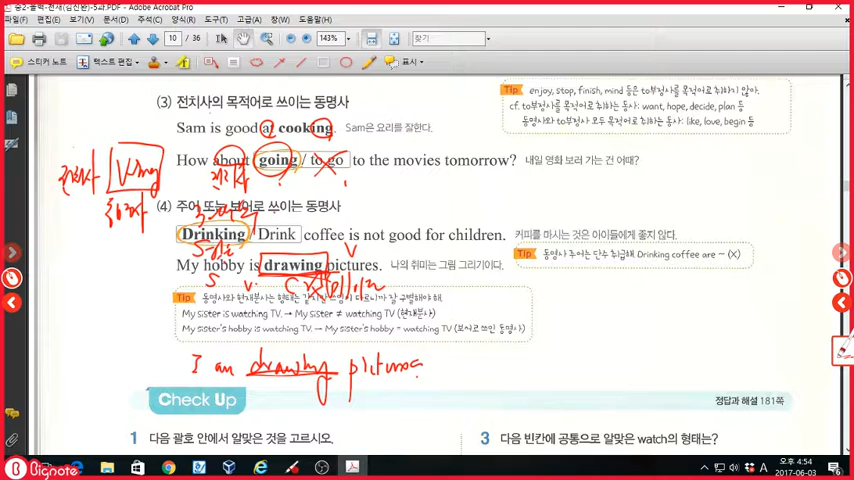 중2-블랙-천재(김진완)-5과.PDF - Adobe Acrobat Pro
파일(F) 편집(E) 보기(V) 문서(D) 주석(C) 양식(R) 도구(T) 고급(A) 창(W) 도움말(H)
10 / 36 143% 찾기
스티커 노트 텍스트 편집 표시
(3) 전치사의 목적어로 쓰이는 동명사
Sam is good at cooking. Sam은 요리를 잘한다.
How about going / to go to the movies tomorrow? 내일 영화 보러 가는 건 어때?
Tip enjoy, stop, finish, mind 등은 to부정사를 목적어로 취하지 않아.
cf. to부정사를 목적어로 취하는 동사: want, hope, decide, plan 등
동명사와 to부정사 모두 목적어로 취하는 동사: like, love, begin 등
전치사 Ving
동명사
전치사
(4) 주어 또는 보어로 쓰이는 동명사
Drinking / Drink coffee is not good for children. 커피를 마시는 것은 아이들에게 좋지 않다.
V
My hobby is drawing pictures. 나의 취미는 그림 그리기이다.
Tip 동명사 주어는 단수 취급해. Drinking coffee are ~ (X)
S V C
Tip 동명사와 현재분사는 형태는 같지만 쓰임이 다르니까 잘 구별해야 해.
My sister is watching TV. → My sister ≠ watching TV (현재분사)
My sister's hobby is watching TV. → My sister's hobby = watching TV (보어로 쓰인 동명사)
I am drawing pictures.
Check Up
정답과 해설 181쪽
1 다음 괄호 안에서 알맞은 것을 고르시오.
3 다음 빈칸에 공통으로 알맞은 watch의 형태는?
Bignote
A
오후 4:54
2017-06-03